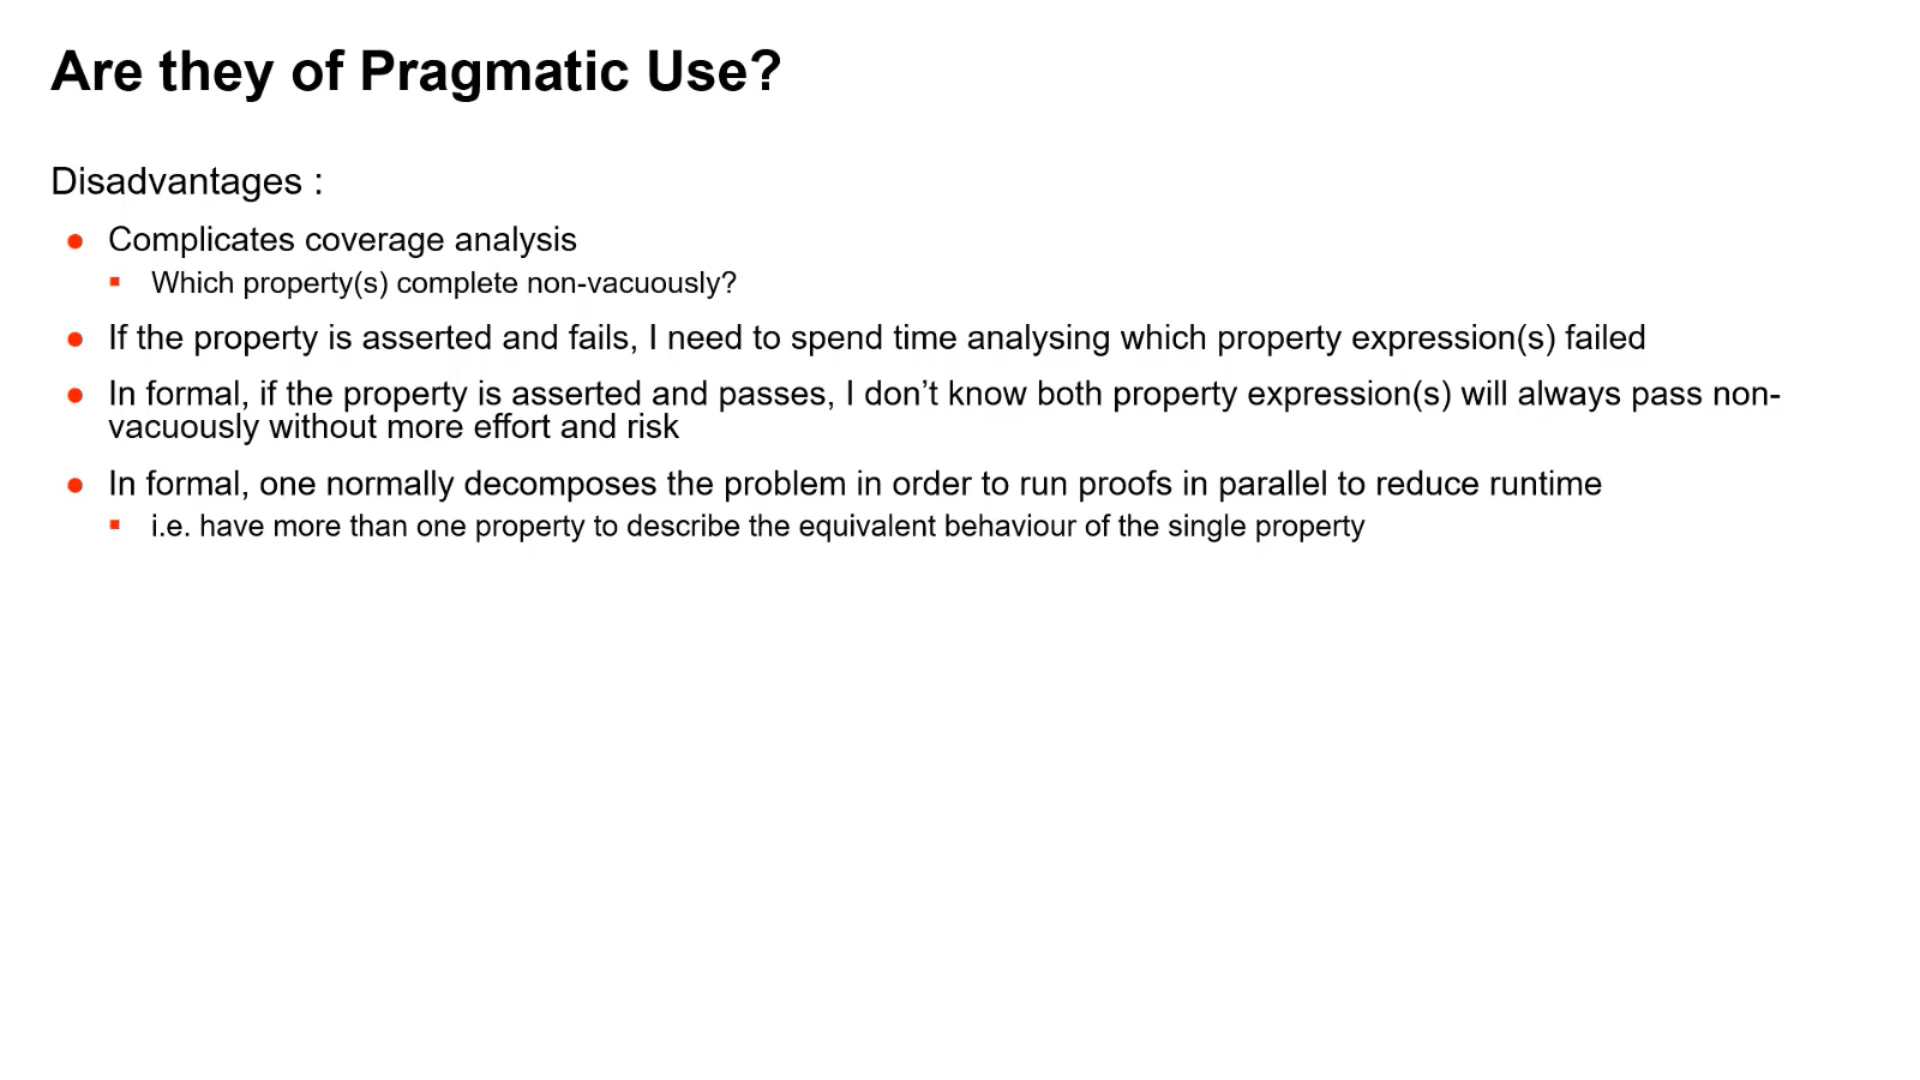 Are they of Pragmatic Use?
Disadvantages :
Complicates coverage analysis
Which property(s) complete non-vacuously?
If the property is asserted and fails, I need to spend time analysing which property expression(s) failed
In formal, if the property is asserted and passes, I don’t know both property expression(s) will always pass non-
vacuously without more effort and risk
In formal, one normally decomposes the problem in order to run proofs in parallel to reduce runtime
i.e. have more than one property to describe the equivalent behaviour of the single property